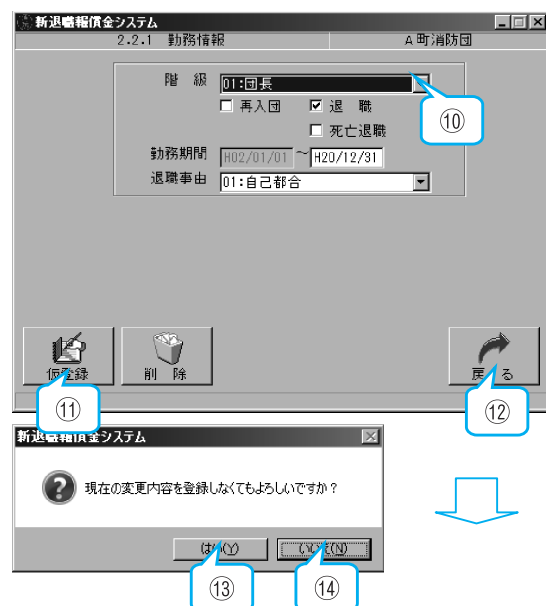 新退職報償金システム
2.2.1 勤務情報 A町消防団
階 級 01:団長
再入団 退 職
⑩
死亡退職
勤務期間 H02/01/01 ~ H20/12/31
退職事由 01:自己都合
仮登録 削 除 戻 る
⑪ ⑫
新退職報償金システム
現在の変更内容を登録しなくてもよろしいですか?
はい(Y) いいえ(N)
⑬ ⑭